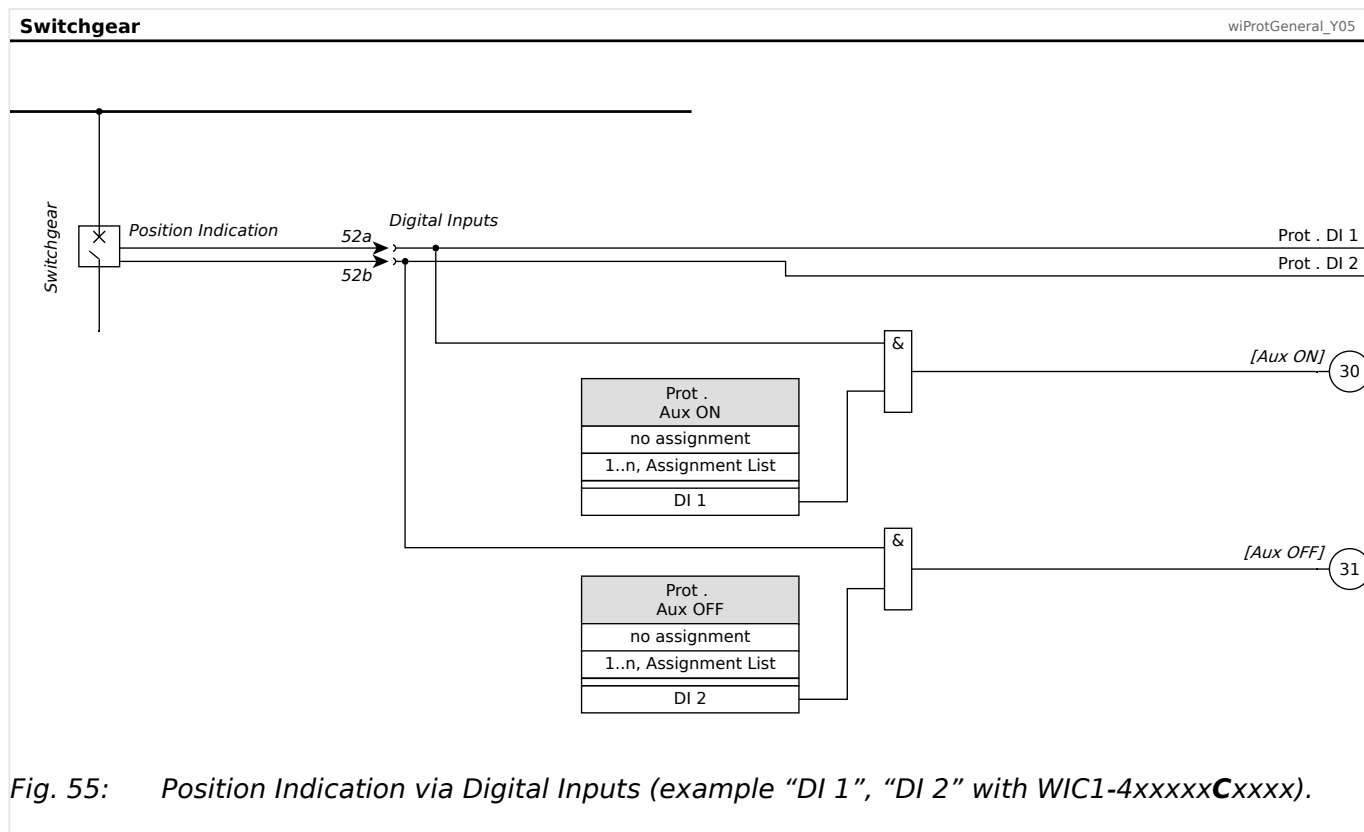 Switchgear
wiProtGeneral_Y05
Switchgear
Position Indication
52a
Digital Inputs
52b
Prot . DI 1
Prot . DI 2
&
[Aux ON]
30
Prot .
Aux ON
no assignment
1..n, Assignment List
DI 1
&
[Aux OFF]
31
Prot .
Aux OFF
no assignment
1..n, Assignment List
DI 2
Fig. 55: Position Indication via Digital Inputs (example “DI 1”, “DI 2” with WIC1-4xxxxxCxxxx).